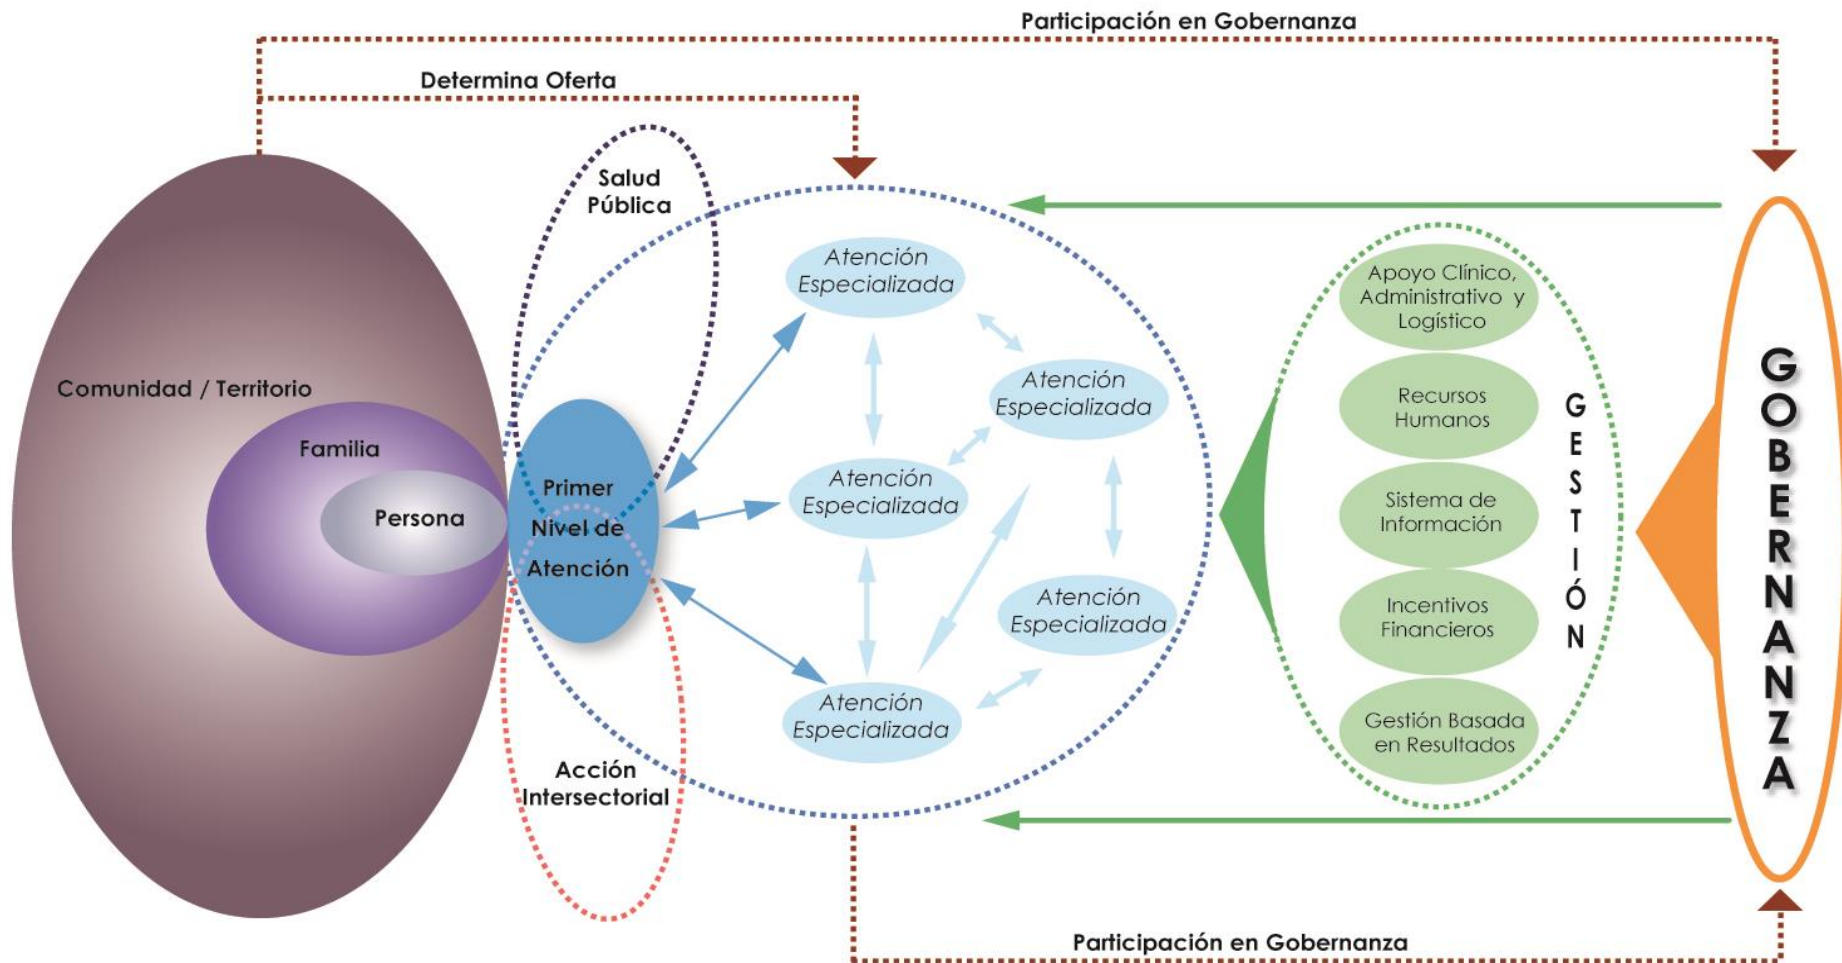 Participación en Gobernanza
Determina Oferta
Salud
Pública
Comunidad / Territorio
Familia
Persona
Primer
Nivel de
Atención
Acción
Intersectorial
Atención
Especializada
Atención
Especializada
Atención
Especializada
Atención
Especializada
Atención
Especializada
Apoyo Clínico,
Administrativo y
Logístico
Recursos
Humanos
Sistema de
Información
Incentivos
Financieros
Gestión Basada
en Resultados
GESTIÓN
GOBERNANZA
Participación en Gobernanza